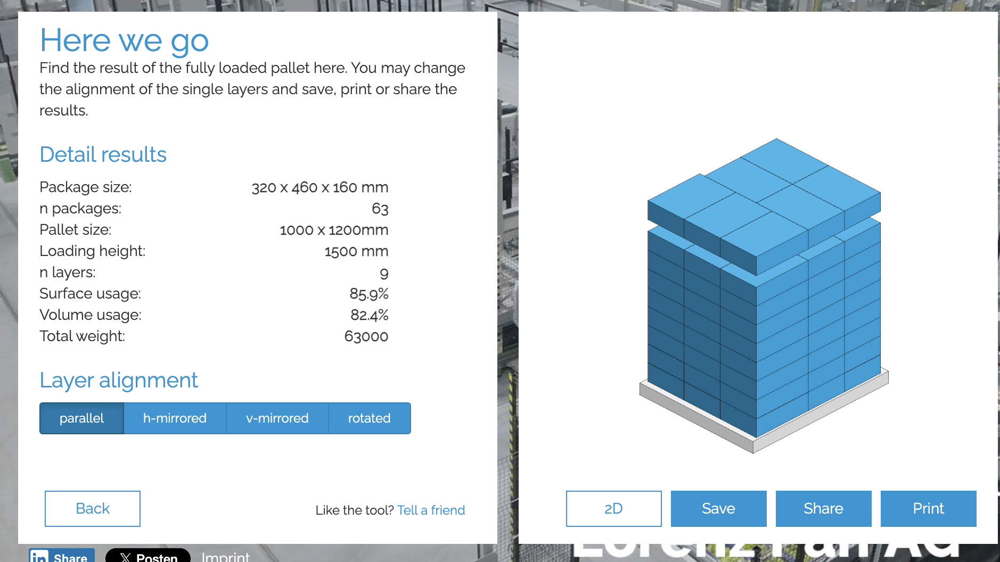 Here we go
Find the result of the fully loaded pallet here. You may change
the alignment of the single layers and save, print or share the
results.
Detail results
Package size: 320 x 460 x 160 mm
n packages: 63
Pallet size: 1000 x 1200mm
Loading height: 1500 mm
n layers: 9
Surface usage: 85.9%
Volume usage: 82.4%
Total weight: 63000
Layer alignment
parallel h-mirrored v-mirrored rotated
Back
Like the tool? Tell a friend
2D Save Share Print
in Share
X Posten
Imprint